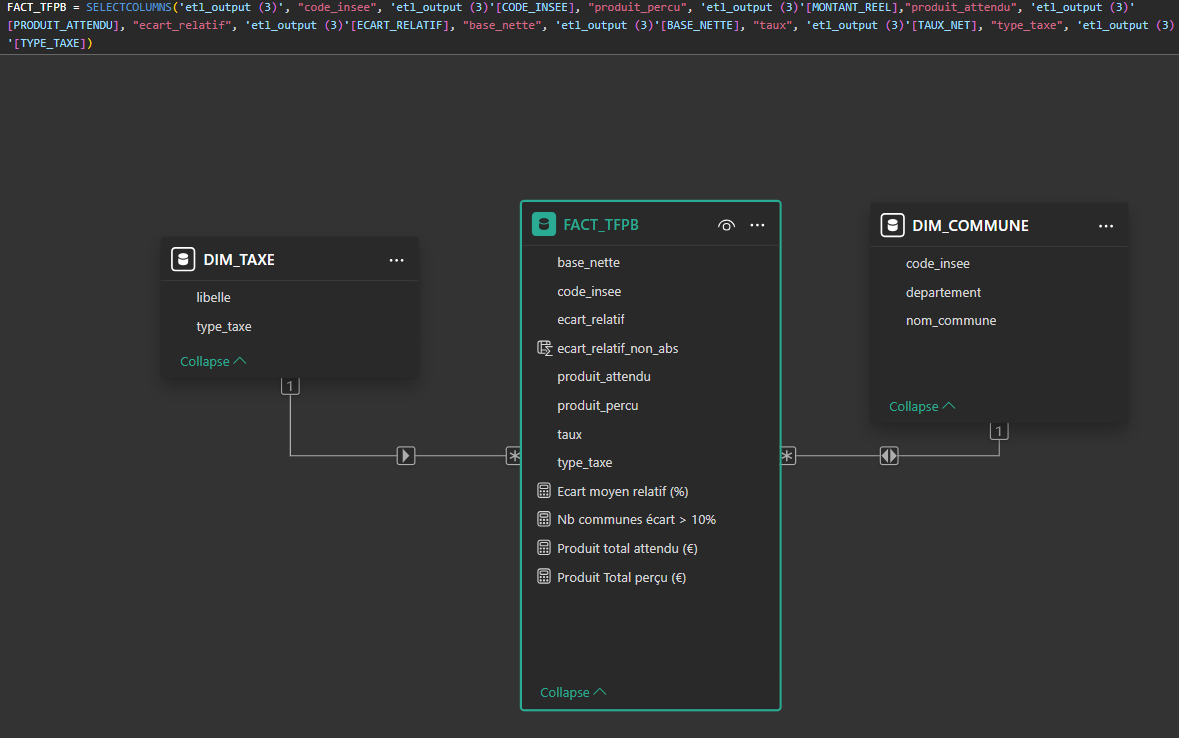 FACT_TFPB = SELECTCOLUMNS('etl_output (3)', "code_insee", 'etl_output (3)'[CODE_INSEE], "produit_percu", 'etl_output (3)'[MONTANT_REEL],"produit_attendu", 'etl_output (3)'
[PRODUIT_ATTENDU], "ecart_relatif", 'etl_output (3)'[ECART_RELATIF], "base_nette", 'etl_output (3)'[BASE_NETTE], "taux", 'etl_output (3)'[TAUX_NET], "type_taxe", 'etl_output (3)
'[TYPE_TAXE])
DIM_TAXE
libelle
type_taxe
Collapse
1
FACT_TFPB
base_nette
code_insee
ecart_relatif
ecart_relatif_non_abs
produit_attendu
produit_percu
taux
type_taxe
Ecart moyen relatif (%)
Nb communes écart > 10%
Produit total attendu (€)
Produit Total perçu (€)
Collapse
*
*
DIM_COMMUNE
code_insee
departement
nom_commune
Collapse
1